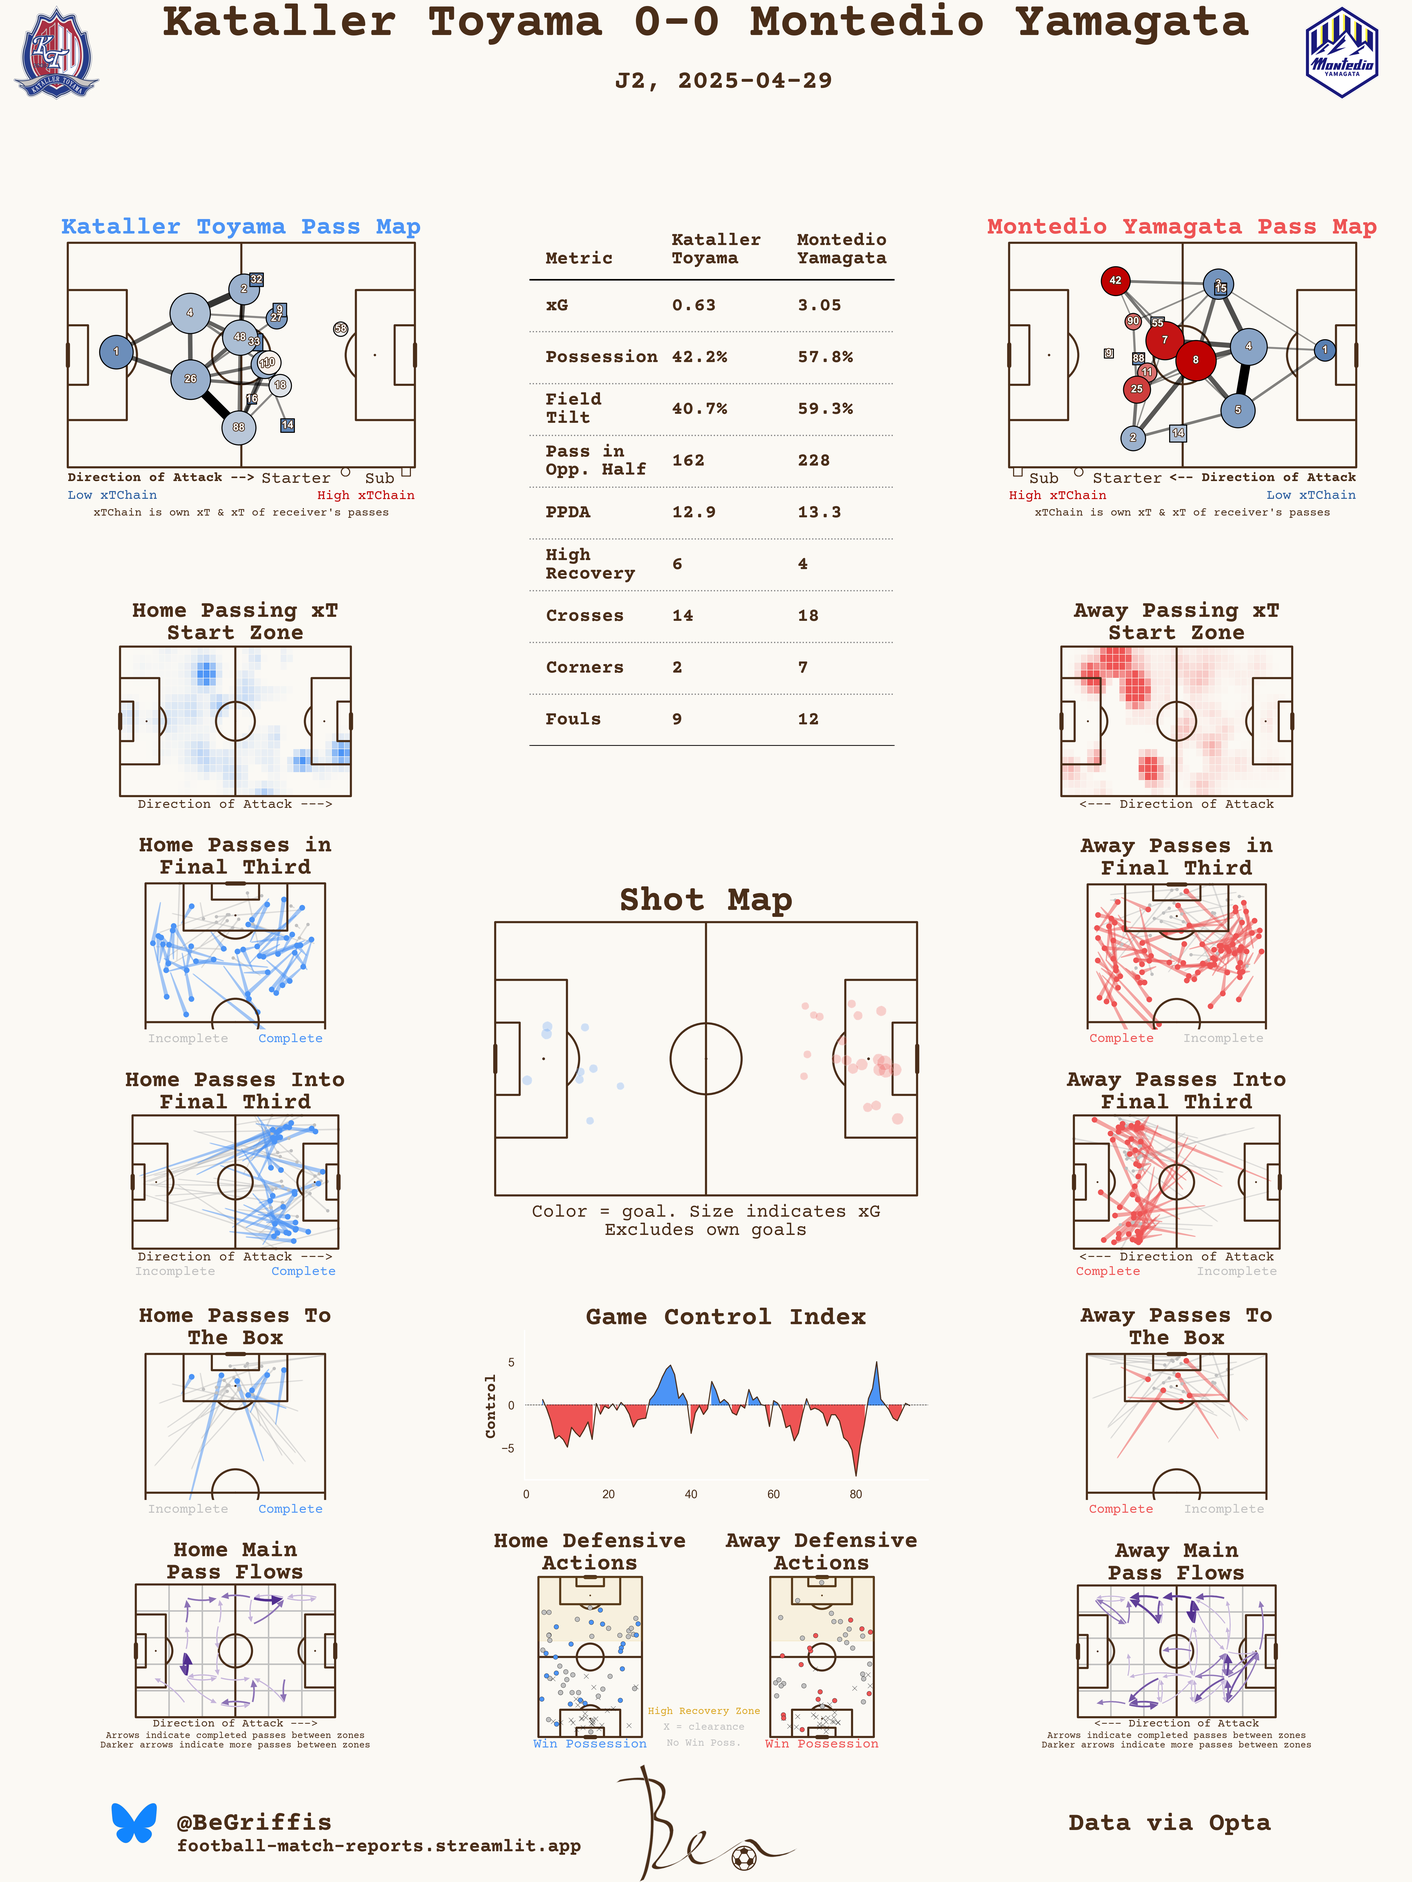 Kataller Toyama 0-0 Montedio Yamagata
J2, 2025-04-29
KT
KATALLER TOYAMA
Montedio
YAMAGATA
Kataller Toyama Pass Map
1
4
26
2
32
48
33
9
27
10
18
16
88
14
58
Direction of Attack --> Starter Sub
Low xTChain High xTChain
xTChain is own xT & xT of receiver's passes
Metric Kataller Toyama Montedio Yamagata
xG 0.63 3.05
Possession 42.2% 57.8%
Field Tilt 40.7% 59.3%
Pass in Opp. Half 162 228
PPDA 12.9 13.3
High Recovery 6 4
Crosses 14 18
Corners 2 7
Fouls 9 12
Montedio Yamagata Pass Map
42
15
90
55
7
8
4
1
9
88
11
25
5
2
14
Sub Starter <-- Direction of Attack
High xTChain Low xTChain
xTChain is own xT & xT of receiver's passes
Home Passing xT
Start Zone
Direction of Attack --->
Away Passing xT
Start Zone
<--- Direction of Attack
Home Passes in
Final Third
Incomplete Complete
Away Passes in
Final Third
Complete Incomplete
Shot Map
Color = goal. Size indicates xG
Excludes own goals
Home Passes Into
Final Third
Direction of Attack --->
Incomplete Complete
Away Passes Into
Final Third
<--- Direction of Attack
Complete Incomplete
Home Passes To
The Box
Incomplete Complete
Game Control Index
Control
5
0
−5
0 20 40 60 80
Away Passes To
The Box
Complete Incomplete
Home Main
Pass Flows
Direction of Attack --->
Arrows indicate completed passes between zones
Darker arrows indicate more passes between zones
Home Defensive
Actions
Win Possession
Away Defensive
Actions
Win Possession
High Recovery Zone
X = clearance
No Win Poss.
Away Main
Pass Flows
<--- Direction of Attack
Arrows indicate completed passes between zones
Darker arrows indicate more passes between zones
@BeGriffis
football-match-reports.streamlit.app
Ben
Data via Opta